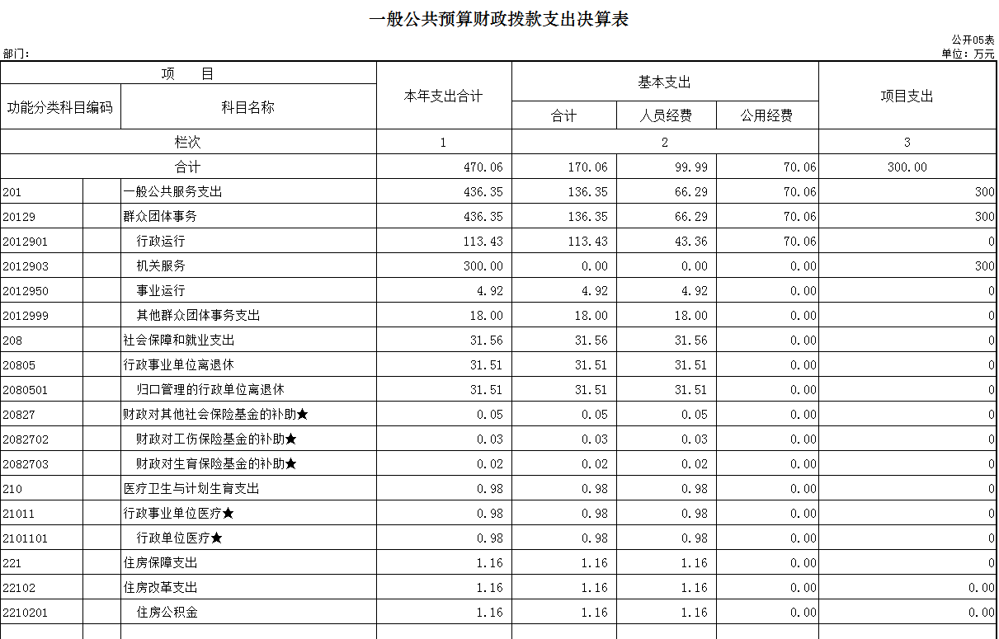 一般公共预算财政拨款支出决算表
公开05表
部门： 单位：万元
项 目 本年支出合计 基本支出 项目支出
功能分类科目编码 科目名称 合计 人员经费 公用经费
栏次 1 2 3
合计 470.06 170.06 99.99 70.06 300.00
201 一般公共服务支出 436.35 136.35 66.29 70.06 300
20129 群众团体事务 436.35 136.35 66.29 70.06 300
2012901 行政运行 113.43 113.43 43.36 70.06 0
2012903 机关服务 300.00 0.00 0.00 0.00 300
2012950 事业运行 4.92 4.92 4.92 0.00 0
2012999 其他群众团体事务支出 18.00 18.00 18.00 0.00 0
208 社会保障和就业支出 31.56 31.56 31.56 0.00 0
20805 行政事业单位离退休 31.51 31.51 31.51 0.00 0
2080501 归口管理的行政单位离退休 31.51 31.51 31.51 0.00 0
20827 财政对其他社会保险基金的补助★ 0.05 0.05 0.05 0.00 0
2082702 财政对工伤保险基金的补助★ 0.03 0.03 0.03 0.00 0
2082703 财政对生育保险基金的补助★ 0.02 0.02 0.02 0.00 0
210 医疗卫生与计划生育支出 0.98 0.98 0.98 0.00 0
21011 行政事业单位医疗★ 0.98 0.98 0.98 0.00 0
2101101 行政单位医疗★ 0.98 0.98 0.98 0.00 0
221 住房保障支出 1.16 1.16 1.16 0.00 0
22102 住房改革支出 1.16 1.16 1.16 0.00 0.00
2210201 住房公积金 1.16 1.16 1.16 0.00 0.00